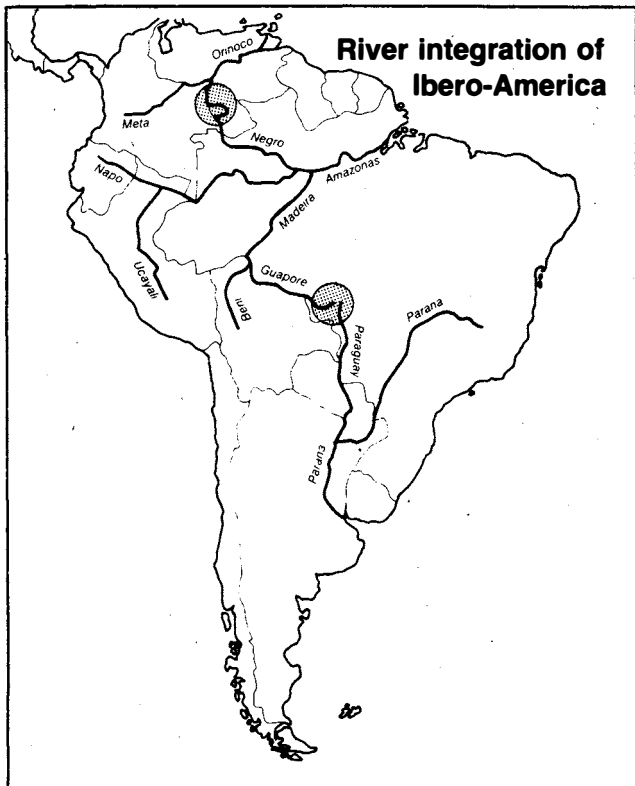 River integration of
Ibero-America
Orinoco
Meta
Negro
Napo
Amazonas
Madeira
Ucayali
Guapore
Beni
Parana
Paraguay
Parana